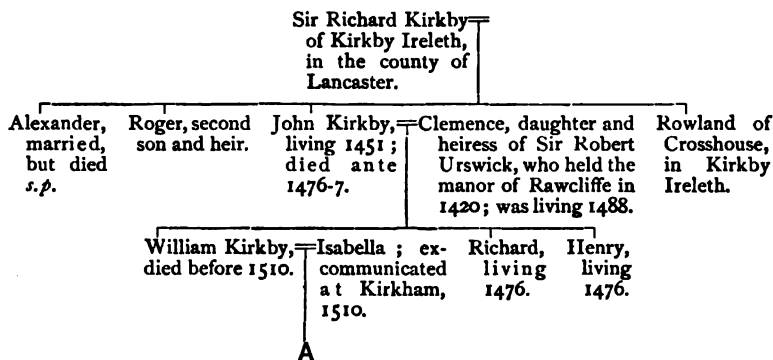 Sir Richard Kirkby
of Kirkby Ireleth,
in the county of
Lancaster.
Alexander,
married,
but died
s.p.
Roger, second
son and heir.
John Kirkby,
living 1451 ;
died ante
1476-7.
Clemence, daughter and
heiress of Sir Robert
Urswick, who held the
manor of Rawcliffe in
1420; was living 1488.
Rowland of
Crosshouse,
in Kirkby
Ireleth.
William Kirkby,
died before 1510.
Isabella ; ex-
communicated
at Kirkham,
1510.
Richard,
living
1476.
Henry,
living
1476.
A